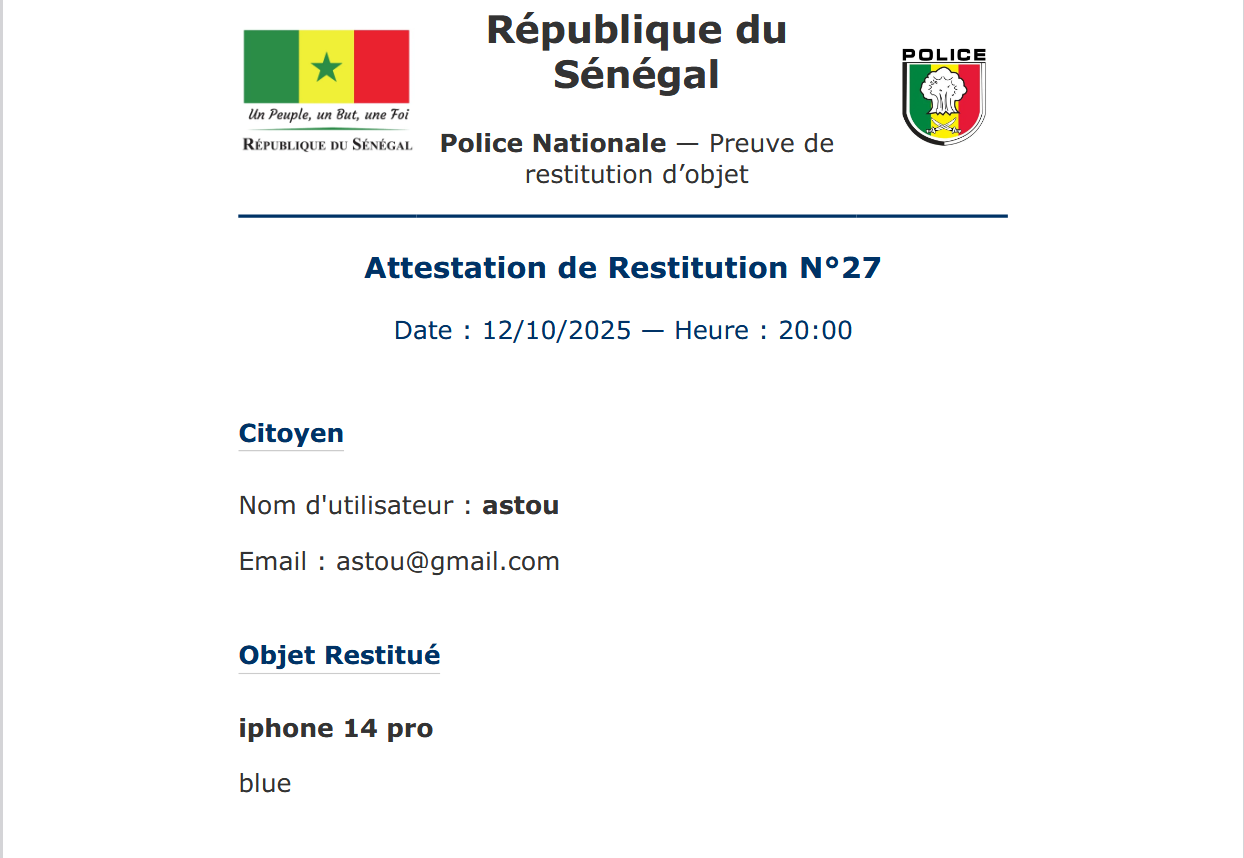 République du
Sénégal
Un Peuple, un But, une Foi
RÉPUBLIQUE DU SÉNÉGAL
POLICE
Police Nationale — Preuve de
restitution d’objet
Attestation de Restitution N°27
Date : 12/10/2025 — Heure : 20:00
Citoyen
Nom d'utilisateur : astou
Email : astou@gmail.com
Objet Restitué
iphone 14 pro
blue